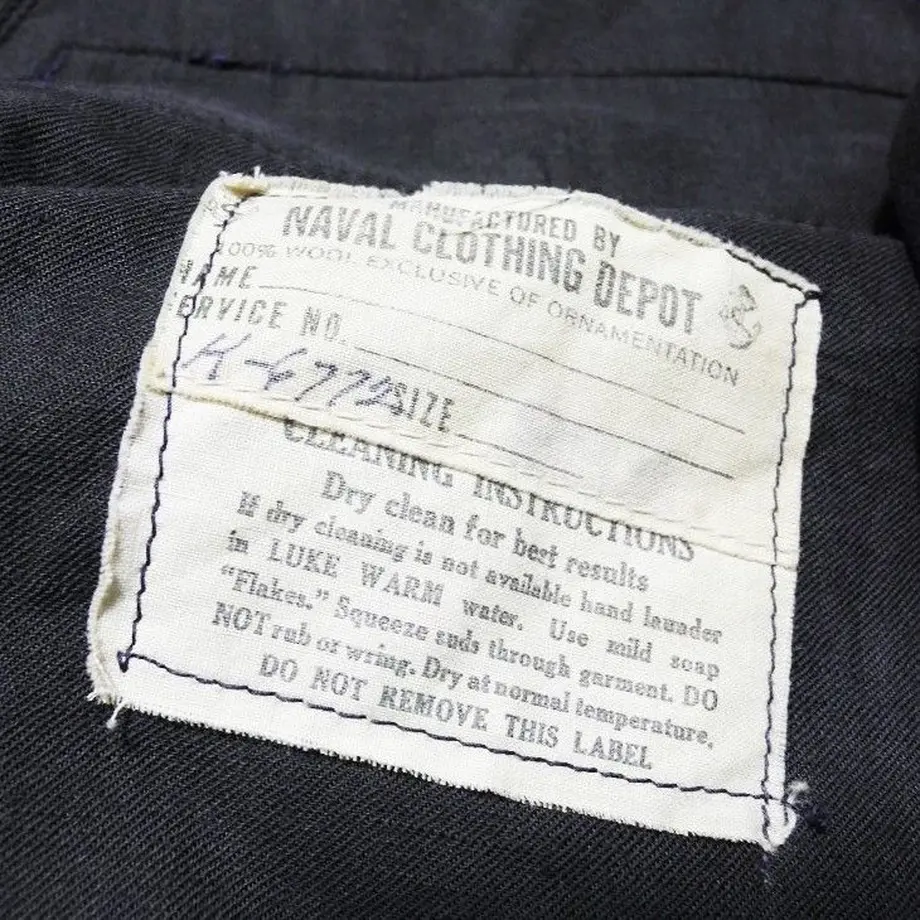 MANUFACTURED BY
NAVAL CLOTHING DEPOT
100% WOOL EXCLUSIVE OF ORNAMENTATION
NAME
SERVICE NO.
H-6772 SIZE
CLEANING INSTRUCTIONS
Dry clean for best results
If dry cleaning is not available hand launder
in LUKE WARM water. Use mild soap
"Flakes." Squeeze suds through garment. DO
NOT rub or wring. Dry at normal temperature.
DO NOT REMOVE THIS LABEL